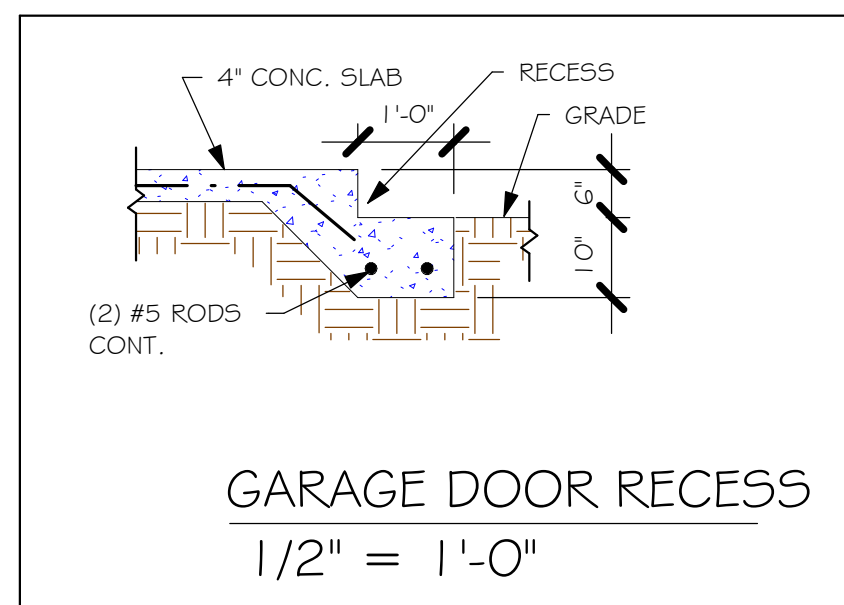 4" CONC. SLAB
RECESS
1'-0"
GRADE
6"
10"
(2) #5 RODS
CONT.
GARAGE DOOR RECESS
1/2" = 1'-0"